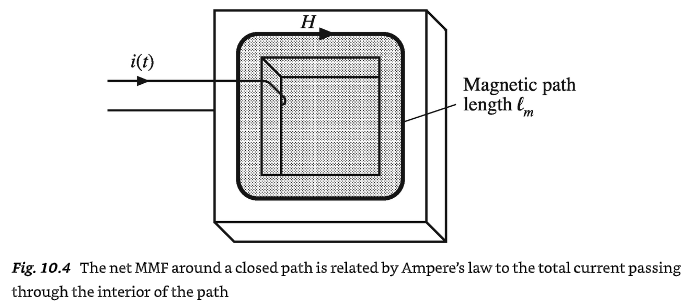 H
i(t)
Magnetic path
length ℓm
Fig. 10.4 The net MMF around a closed path is related by Ampere's law to the total current passing
through the interior of the path